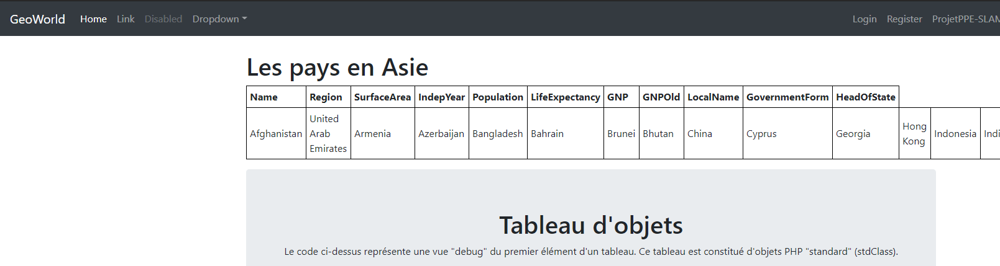 GeoWorld Home Link Disabled Dropdown Login Register ProjetPPE-SLAM
Les pays en Asie
Name Region SurfaceArea IndepYear Population LifeExpectancy GNP GNPOld LocalName GovernmentForm HeadOfState
Afghanistan United Arab Emirates Armenia Azerbaijan Bangladesh Bahrain Brunei Bhutan China Cyprus Georgia Hong Kong Indonesia Indi
Tableau d'objets
Le code ci-dessus représente une vue "debug" du premier élément d'un tableau. Ce tableau est constitué d'objets PHP "standard" (stdClass).